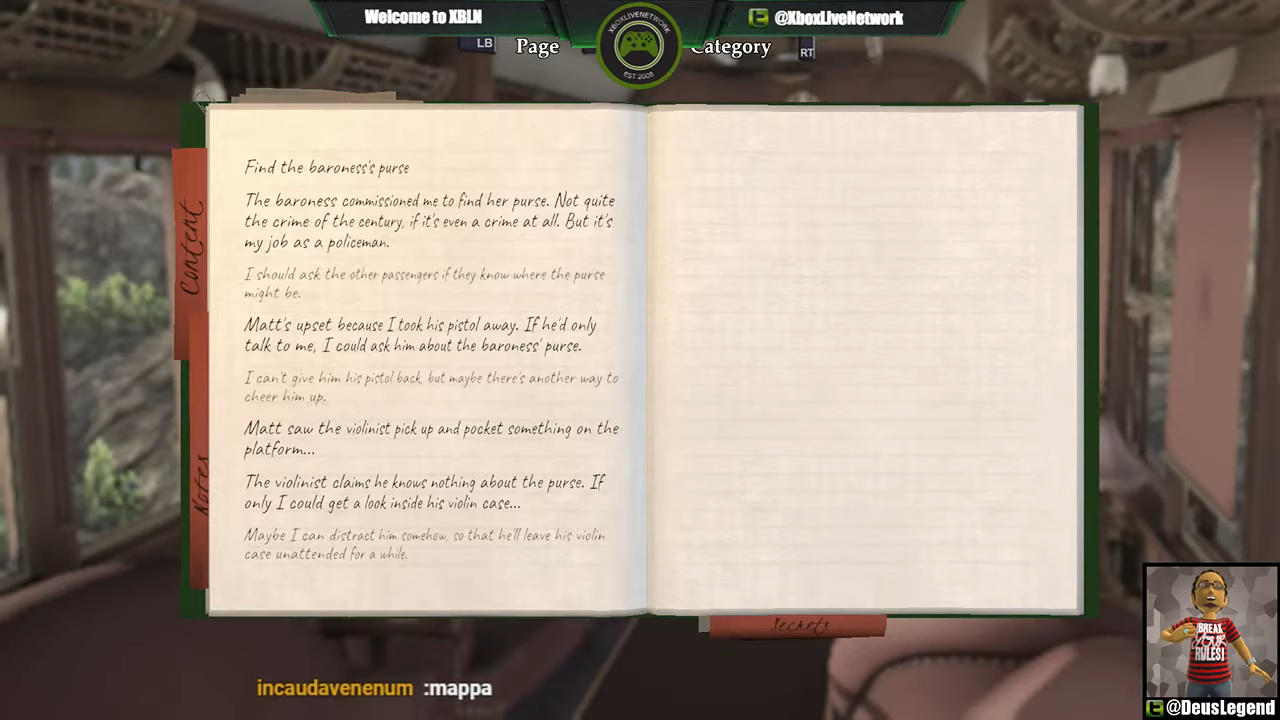 Welcome to XBLN
@XboxLiveNetwork
XBOXLIVENETWORK
EST 2008
LB
Page
Category
RT
Content
Notes
Find the baroness's purse
The baroness commissioned me to find her purse. Not quite
the crime of the century, if it's even a crime at all. But it's
my job as a policeman.
I should ask the other passengers if they know where the purse
might be.
Matt's upset because I took his pistol away. If he'd only
talk to me, I could ask him about the baroness' purse.
I can't give him his pistol back, but maybe there's another way to
cheer him up.
Matt saw the violinist pick up and pocket something on the
platform...
The violinist claims he knows nothing about the purse. If
only I could get a look inside his violin case...
Maybe I can distract him somehow, so that he'll leave his violin
case unattended for a while.
Secrets
incaudavenenum :mappa
BREAK
RULES!
@DeusLegend